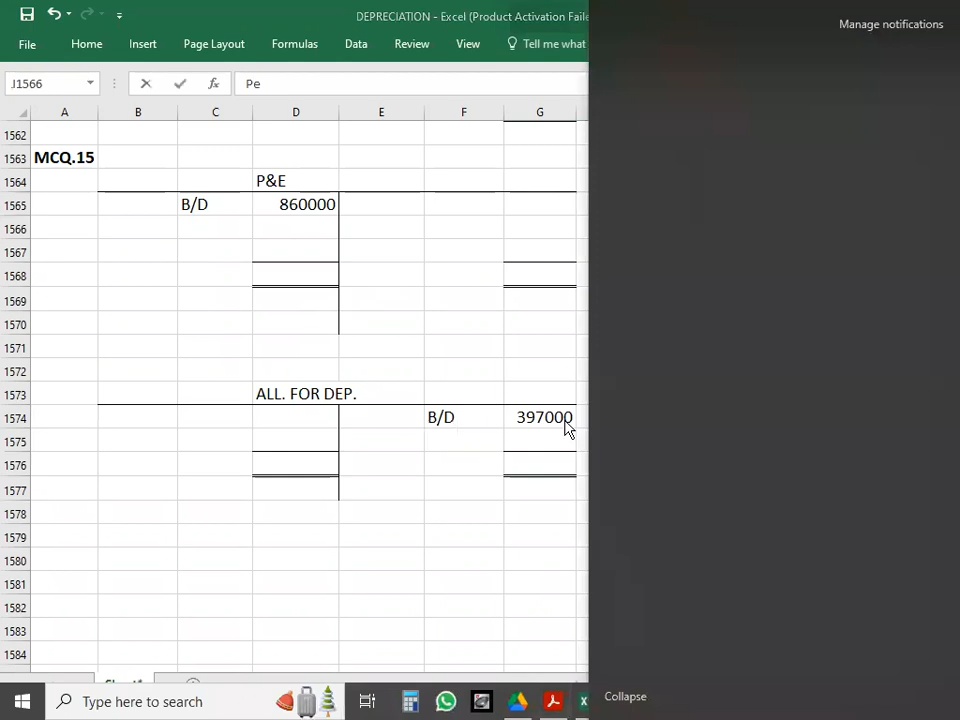 DEPRECIATION - Excel (Product Activation Faile
Manage notifications
File Home Insert Page Layout Formulas Data Review View Tell me what
J1566 fx Pe
A B C D E F G
1562
1563 MCQ.15
1564 P&E
1565 B/D 860000
1566
1567
1568
1569
1570
1571
1572
1573 ALL. FOR DEP.
1574 B/D 397000
1575
1576
1577
1578
1579
1580
1581
1582
1583
1584
Collapse
Type here to search